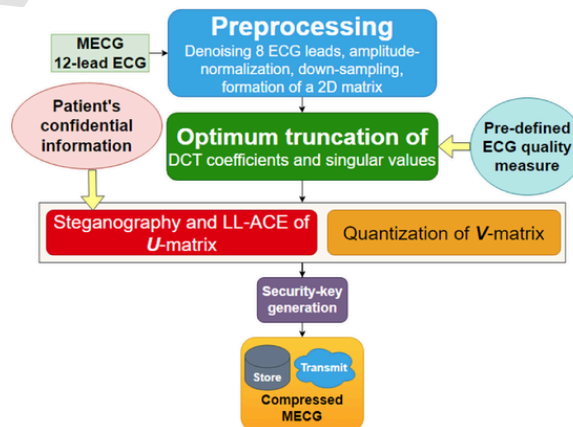 MECG
12-lead ECG
Preprocessing
Denoising 8 ECG leads, amplitude-
normalization, down-sampling,
formation of a 2D matrix
Patient's
confidential
information
Optimum truncation of
DCT coefficients and singular values
Pre-defined
ECG quality
measure
Steganography and LL-ACE of
U-matrix
Quantization of V-matrix
Security-key
generation
Store
Transmit
Compressed
MECG